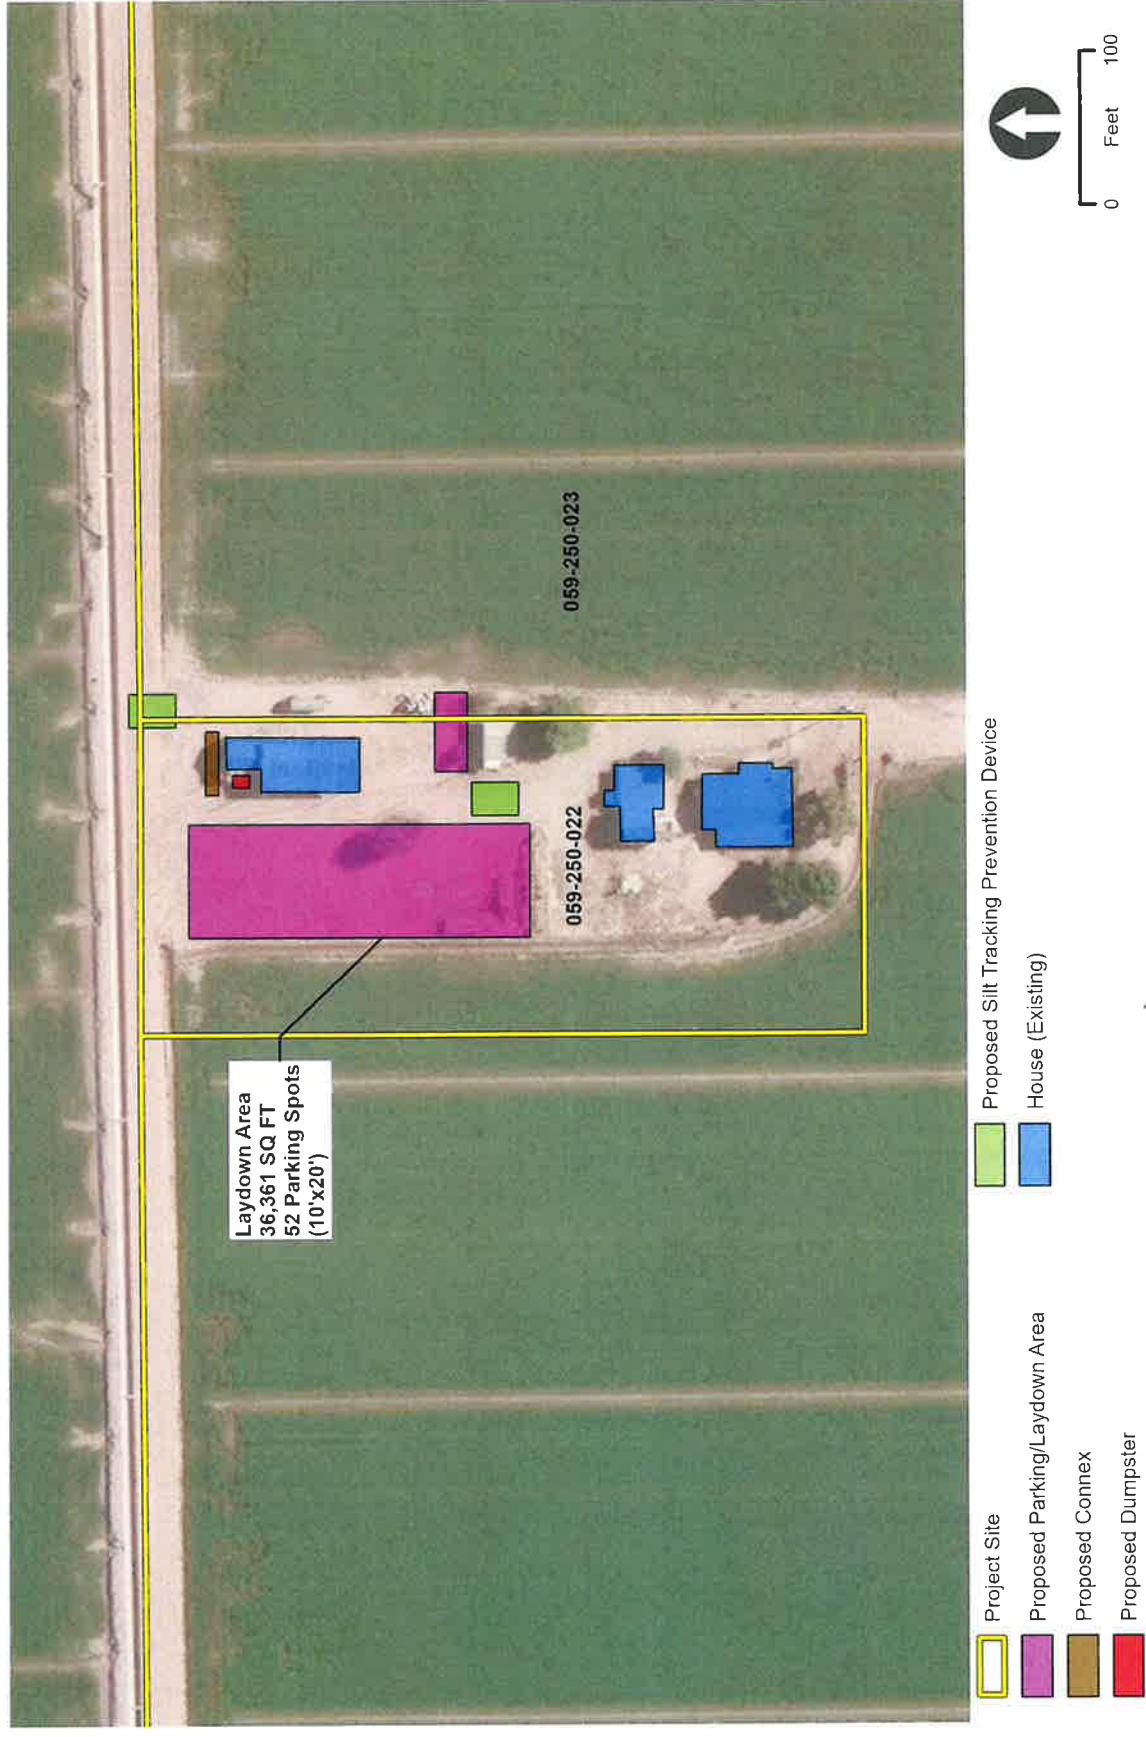 Laydown Area
36,361 SQ FT
52 Parking Spots
(10'x20')
059-250-022
059-250-023
Project Site
Proposed Parking/Laydown Area
Proposed Connex
Proposed Dumpster
Proposed Silt Tracking Prevention Device
House (Existing)
0 Feet 100